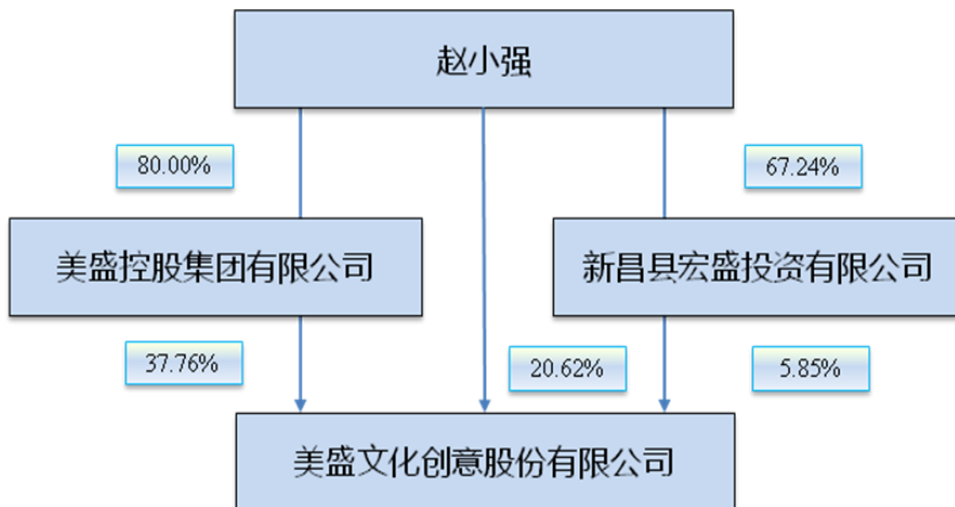 赵小强
80.00%
67.24%
美盛控股集团有限公司
新昌县宏盛投资有限公司
37.76%
20.62%
5.85%
美盛文化创意股份有限公司